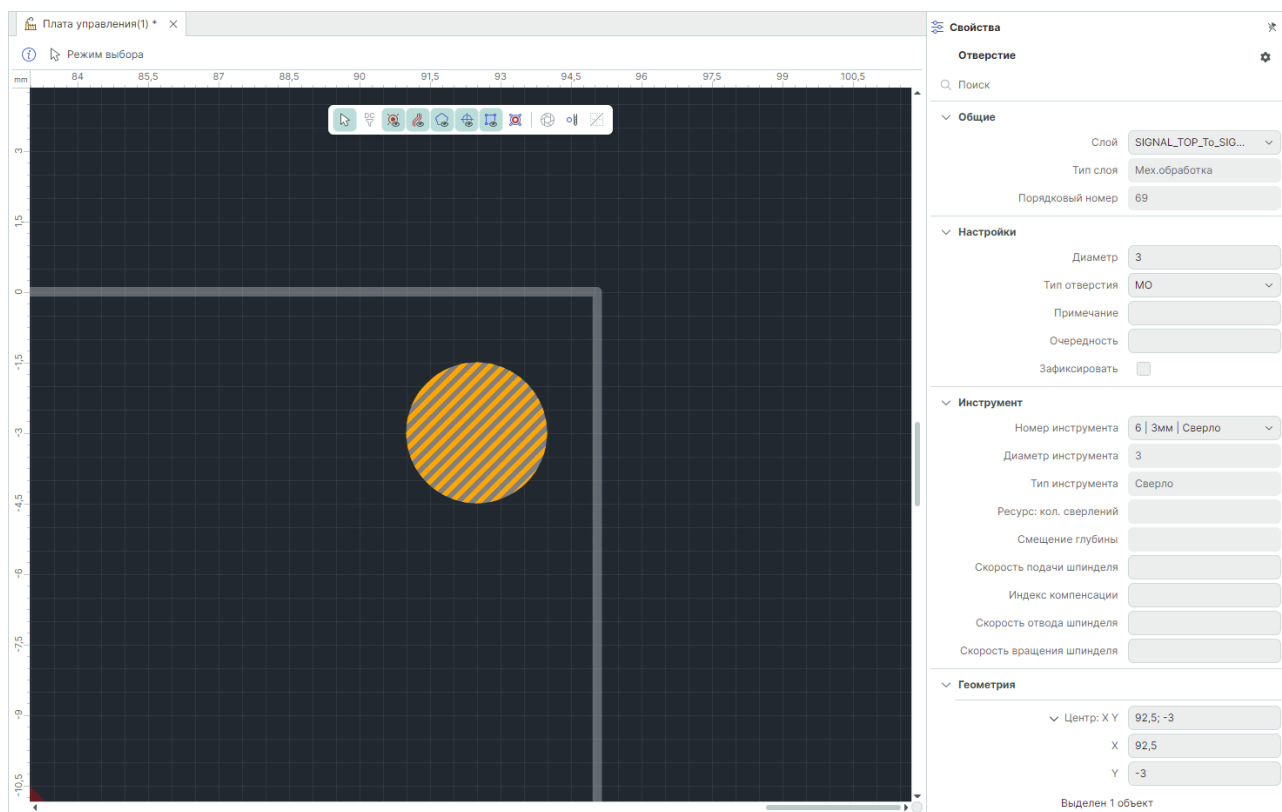 Плата управления(1) *
Режим выбора
mm 84 85,5 87 88,5 90 91,5 93 94,5 96 97,5 99 100,5
DC
3
1,5
0
-1,5
-3
-4,5
-6
-7,5
-9
-10,5
Свойства
Отверстие
Поиск
Общие
Слой SIGNAL_TOP_To_SIG...
Тип слоя Мех.обработка
Порядковый номер 69
Настройки
Диаметр 3
Тип отверстия МО
Примечание
Очередность
Зафиксировать
Инструмент
Номер инструмента 6 | 3мм | Сверло
Диаметр инструмента 3
Тип инструмента Сверло
Ресурс: кол. сверлений
Смещение глубины
Скорость подачи шпинделя
Индекс компенсации
Скорость отвода шпинделя
Скорость вращения шпинделя
Геометрия
Центр: X Y 92,5; -3
X 92,5
Y -3
Выделен 1 объект